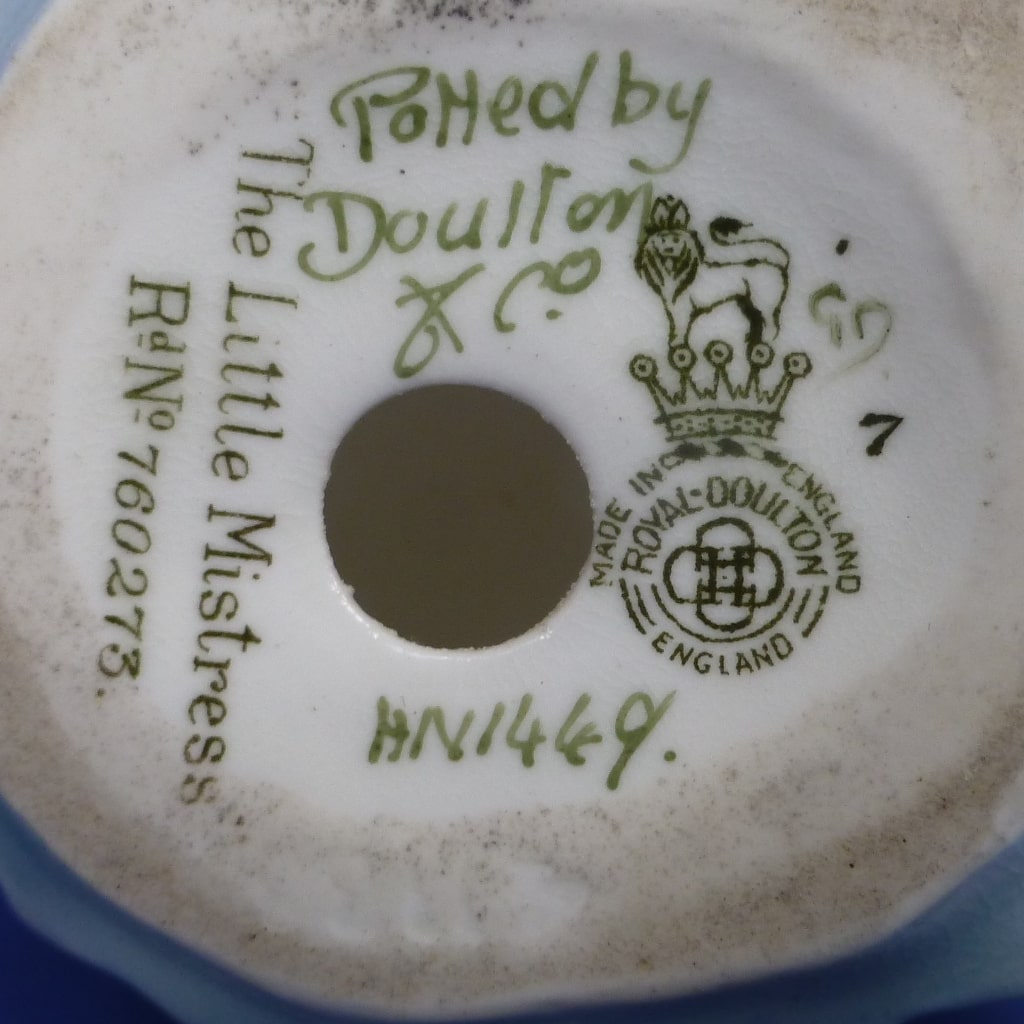 Potted by
Doulton
& Co.
The Little Mistress
Rd No 760273.
MADE IN ENGLAND
ROYAL-DOULTON
ENGLAND
7
HN1449.